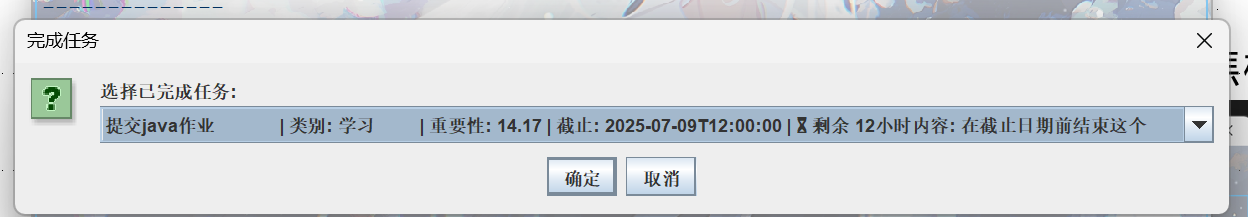 --------------
完成任务
选择已完成任务:
提交java作业 | 类别: 学习 | 重要性: 14.17 | 截止: 2025-07-09T12:00:00 | ⌛ 剩余 12小时内容: 在截止日期前结束这个
确定 取消